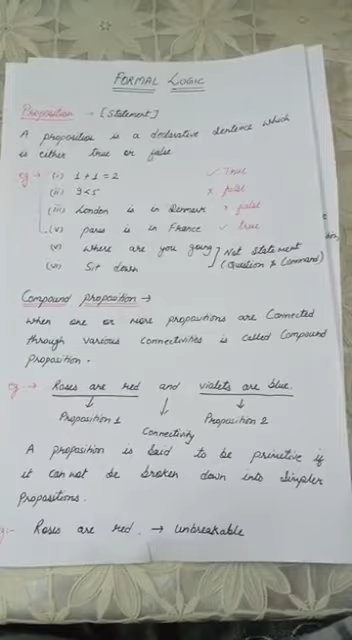 FORMAL LOGIC
Proposition → [Statement]
A proposition is a declarative sentence which
is either true or false
eg → (i) 1 + 1 = 2 ✓ True
(ii) 9 < 5 × false
(iii) London is in Denmark × false
(v) paris is in France ✓ true
(v) where are you going ] Not statement
(vi) Sit down (Question & Command)
Compound proposition →
when one or more propositions are Connected
through various connectivities is called Compound
Proposition.
eg → Roses are red and violets are blue.
Proposition 1 Connectivity Proposition 2
A proposition is Said to be primitive if
it can not be broken down into Simpler
Propositions.
Roses are red. → unbreakable